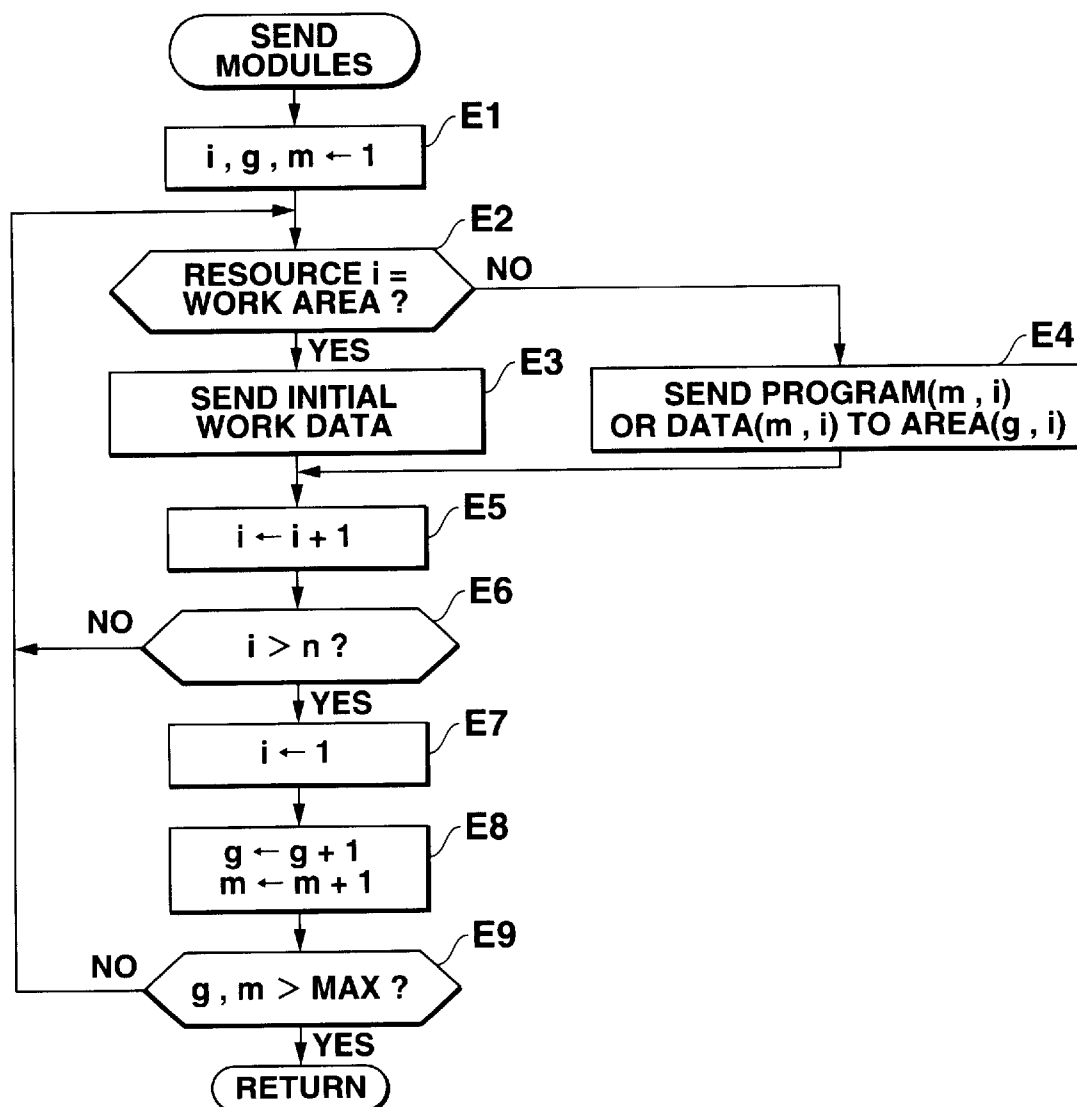 SEND
MODULES
E1
i , g , m ← 1
E2
RESOURCE i =
WORK AREA ?
NO
YES
E3
SEND INITIAL
WORK DATA
E4
SEND PROGRAM(m , i)
OR DATA(m , i) TO AREA(g , i)
E5
i ← i + 1
E6
i > n ?
NO
YES
E7
i ← 1
E8
g ← g + 1
m ← m + 1
E9
g , m > MAX ?
NO
YES
RETURN